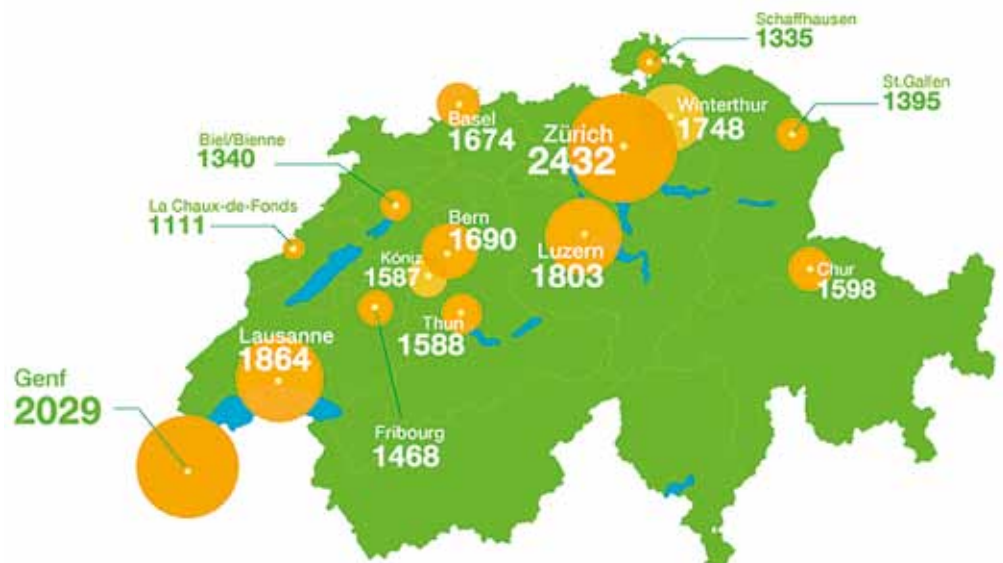 Schaffhausen
1335
St.Gallen
1395
Winterthur
1748
Basel
1674
Zürich
2432
Biel/Bienne
1340
La Chaux-de-Fonds
1111
Bern
1690
Köniz
1587
Luzern
1803
Chur
1598
Thun
1588
Lausanne
1864
Genf
2029
Fribourg
1468